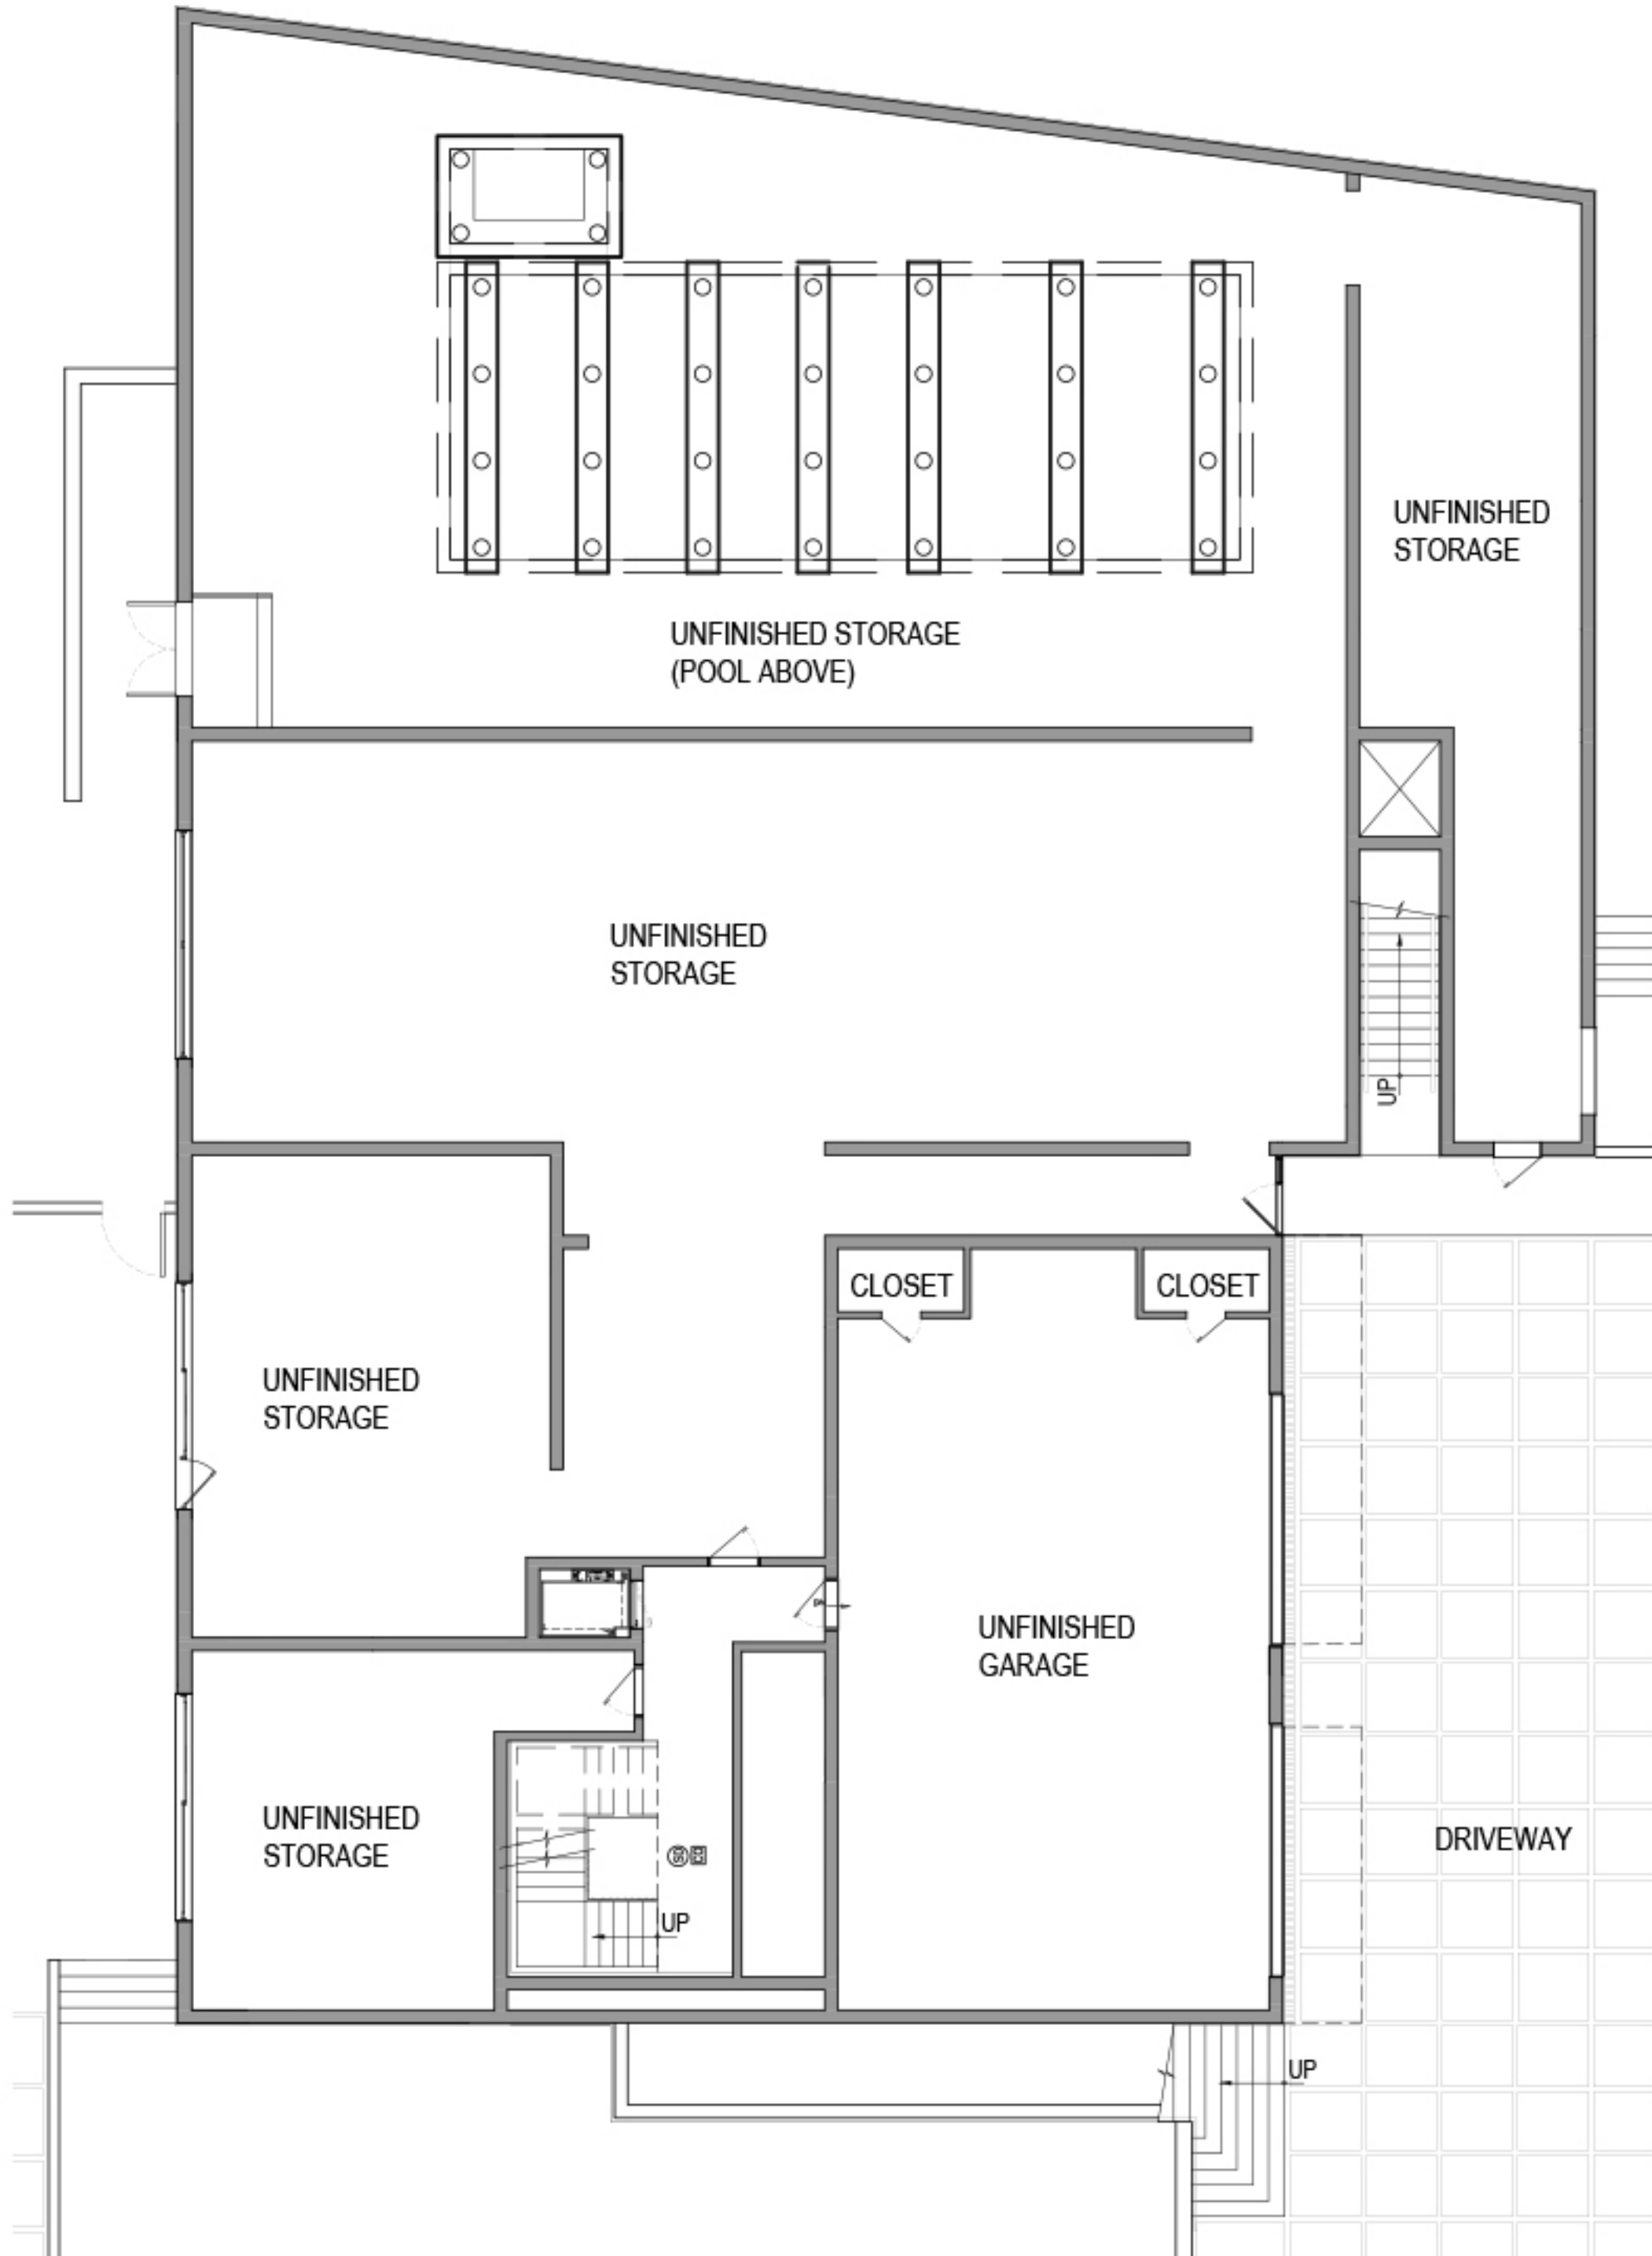 UNFINISHED
STORAGE
UNFINISHED STORAGE
(POOL ABOVE)
UNFINISHED
STORAGE
UP
CLOSET
CLOSET
UNFINISHED
STORAGE
UNFINISHED
GARAGE
UNFINISHED
STORAGE
DRIVEWAY
UP
UP